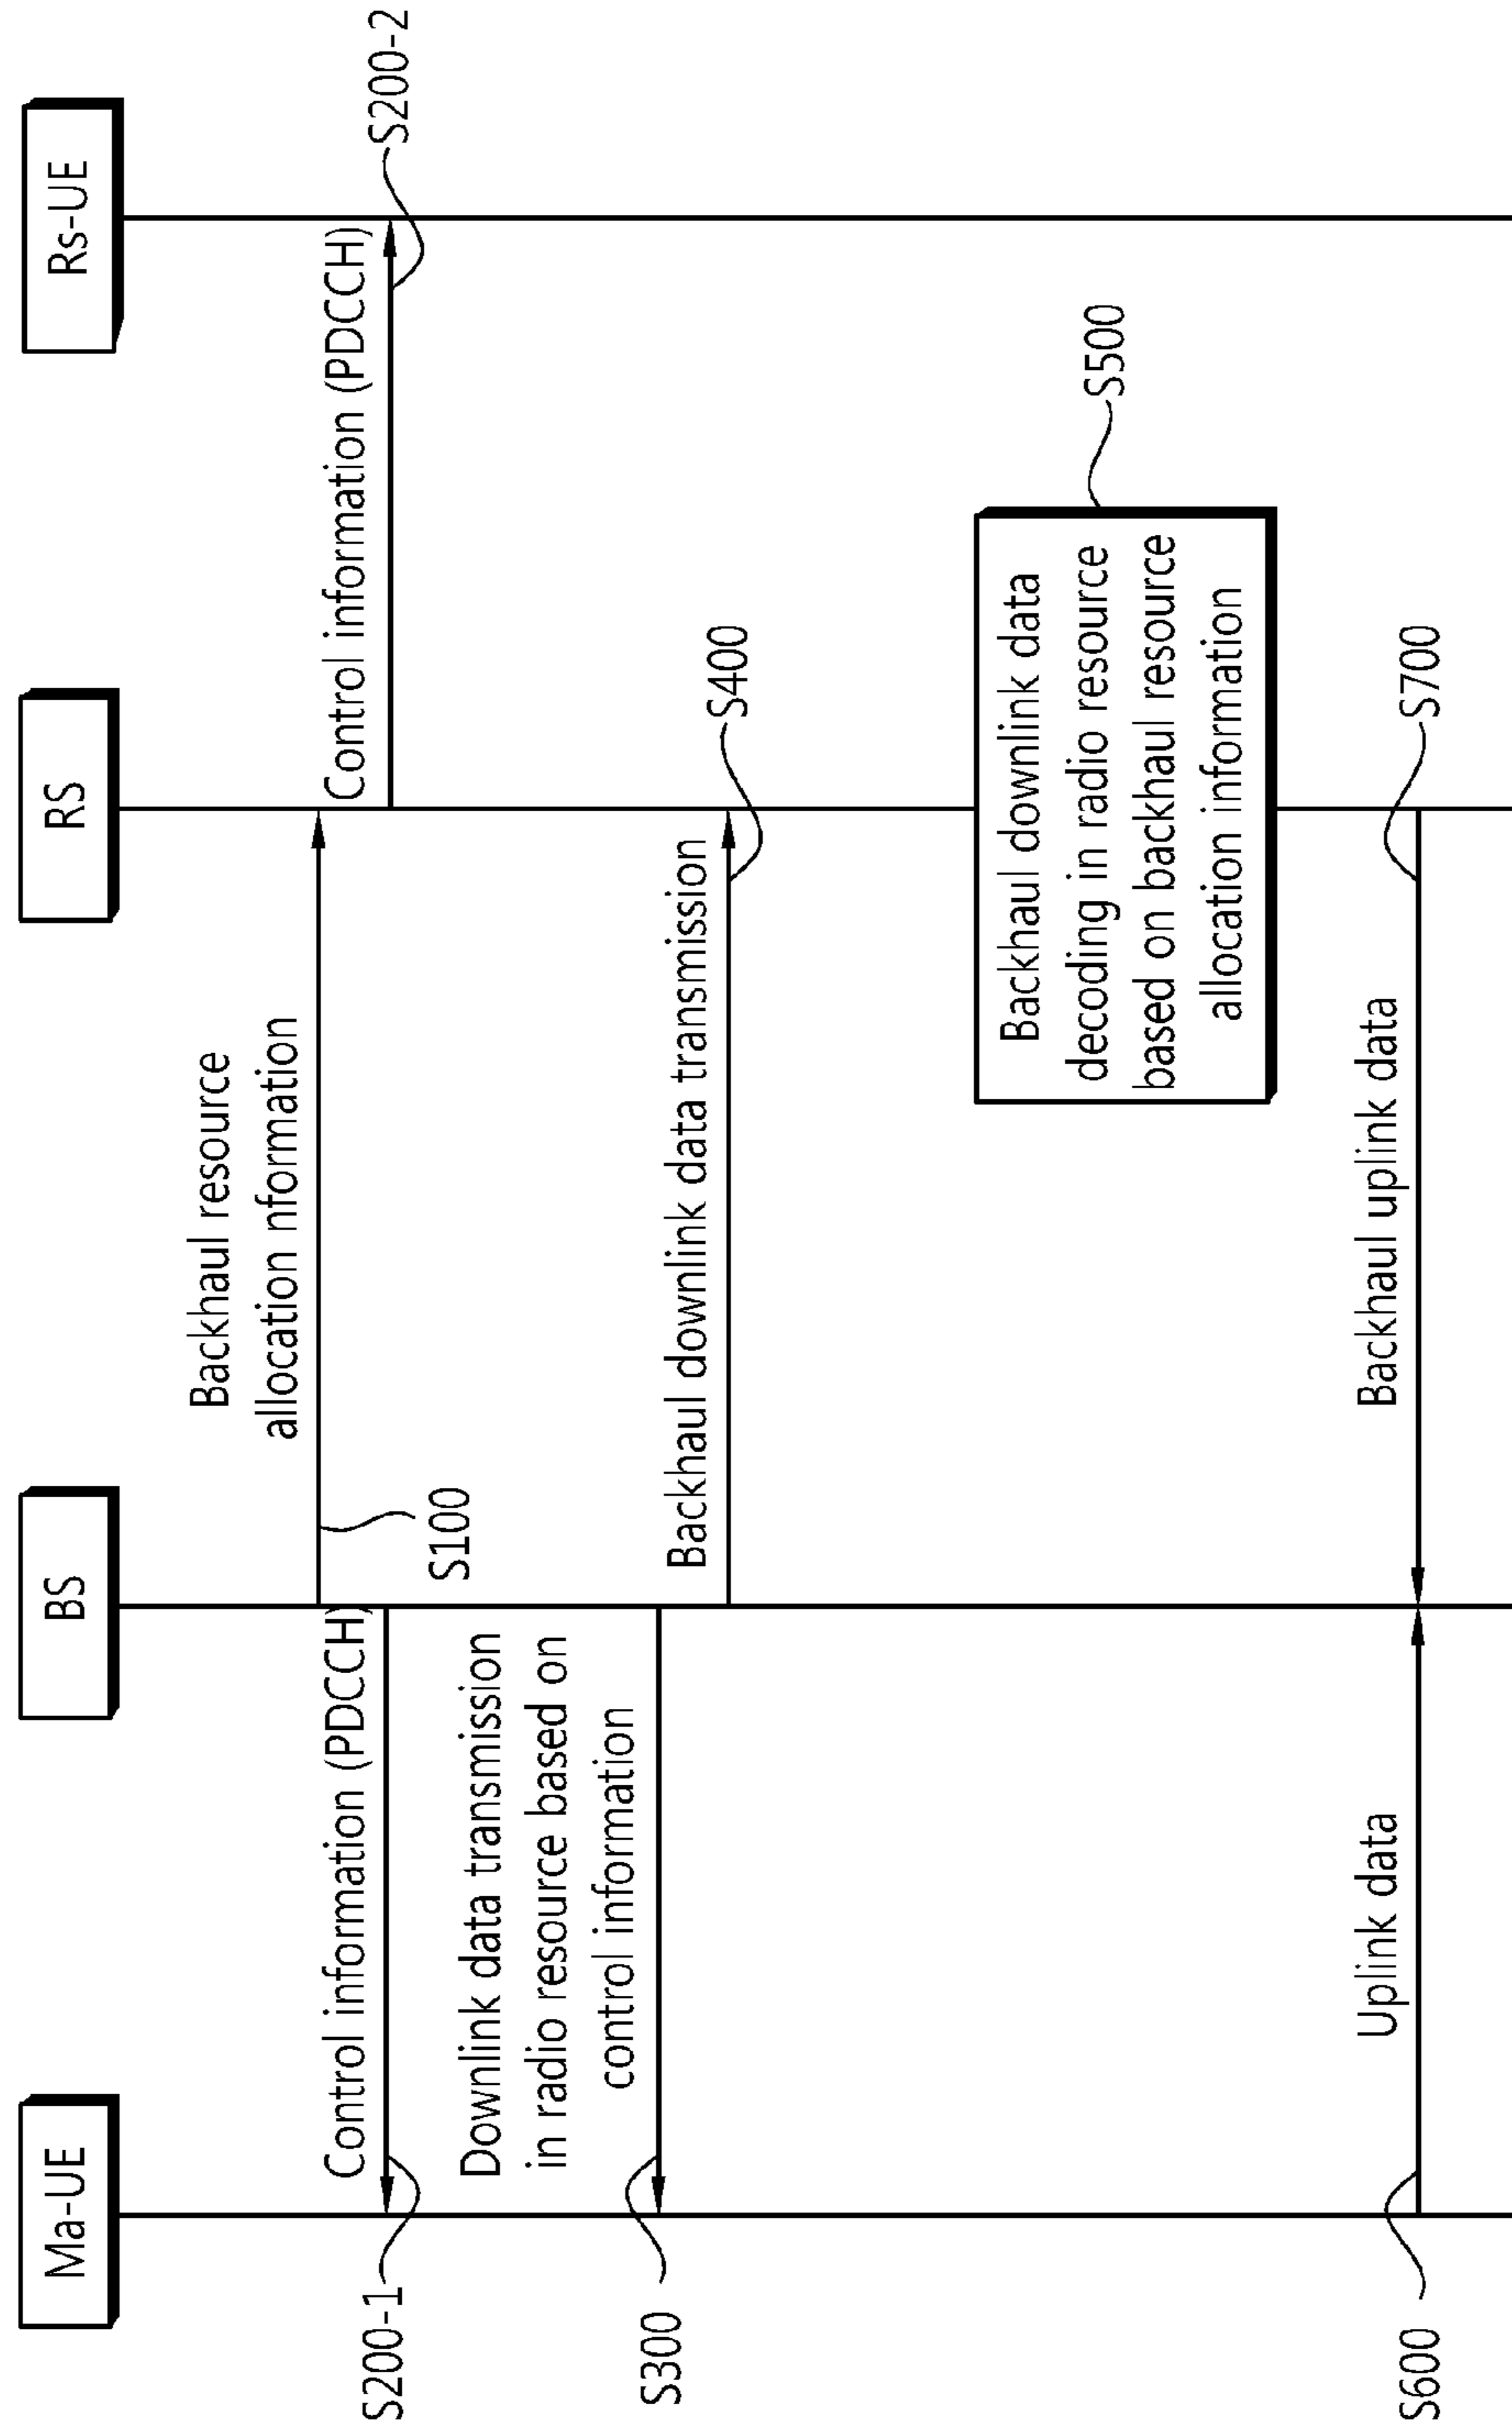 Ma-UE
BS
RS
Rs-UE
Backhaul resource
allocation nformation
S100
Control information (PDCCH)
S200-1
Control information (PDCCH)
S200-2
Downlink data transmission
in radio resource based on
control information
S300
Backhaul downlink data transmission
S400
Backhaul downlink data
decoding in radio resource
based on backhaul resource
allocation information
S500
Uplink data
S600
Backhaul uplink data
S700